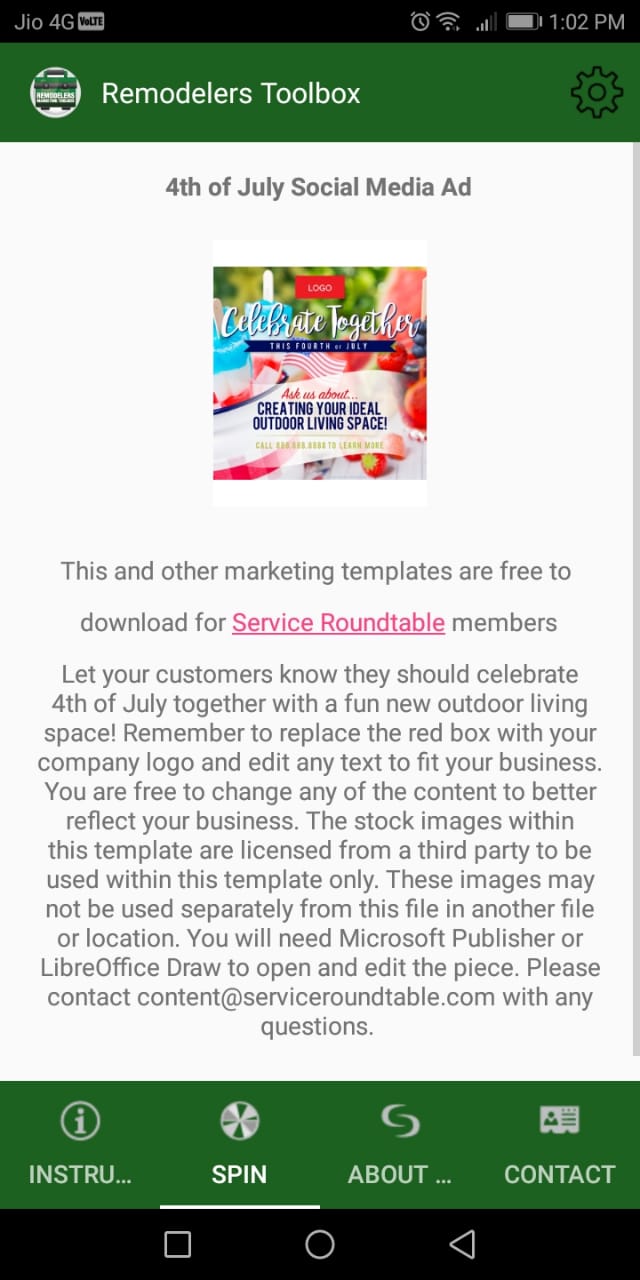 Jio 4G VoLTE 1:02 PM
REMODELERS
Remodelers Toolbox
4th of July Social Media Ad
LOGO
Celebrate Together
THIS FOURTH OF JULY
Ask us about...
CREATING YOUR IDEAL
OUTDOOR LIVING SPACE!
CALL 888.888.8888 TO LEARN MORE
This and other marketing templates are free to
download for Service Roundtable members
Let your customers know they should celebrate
4th of July together with a fun new outdoor living
space! Remember to replace the red box with your
company logo and edit any text to fit your business.
You are free to change any of the content to better
reflect your business. The stock images within
this template are licensed from a third party to be
used within this template only. These images may
not be used separately from this file in another file
or location. You will need Microsoft Publisher or
LibreOffice Draw to open and edit the piece. Please
contact content@serviceroundtable.com with any
questions.
INSTRU... SPIN ABOUT ... CONTACT